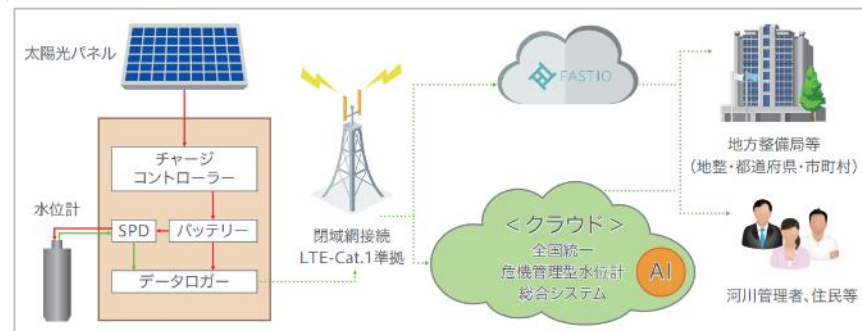 太陽光パネル
チャージ
コントローラー
水位計
SPD
バッテリー
データロガー
閉域網接続
LTE-Cat.1準拠
FASTIO
<クラウド>
全国統一
危機管理型水位計
総合システム
AI
地方整備局等
(地整・都道府県・市町村)
河川管理者、住民等